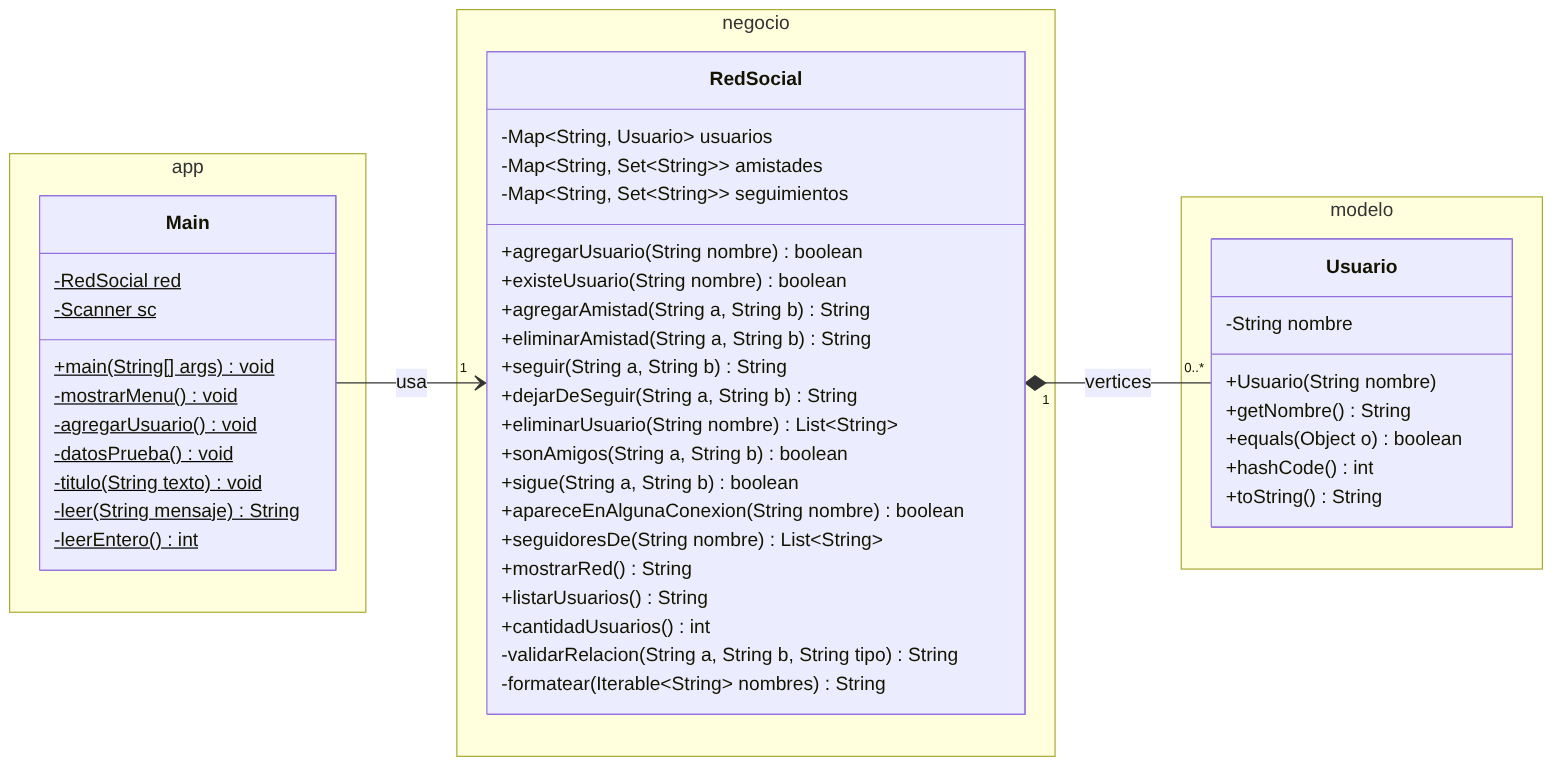 app
Main
-RedSocial red
-Scanner sc
+main(String[] args) : void
-mostrarMenu() : void
-agregarUsuario() : void
-datosPrueba() : void
-titulo(String texto) : void
-leer(String mensaje) : String
-leerEntero() : int
usa
1
negocio
RedSocial
-Map<String, Usuario> usuarios
-Map<String, Set<String>> amistades
-Map<String, Set<String>> seguimientos
+agregarUsuario(String nombre) : boolean
+existeUsuario(String nombre) : boolean
+agregarAmistad(String a, String b) : String
+eliminarAmistad(String a, String b) : String
+seguir(String a, String b) : String
+dejarDeSeguir(String a, String b) : String
+eliminarUsuario(String nombre) : List<String>
+sonAmigos(String a, String b) : boolean
+sigue(String a, String b) : boolean
+apareceEnAlgunaConexion(String nombre) : boolean
+seguidoresDe(String nombre) : List<String>
+mostrarRed() : String
+listarUsuarios() : String
+cantidadUsuarios() : int
-validarRelacion(String a, String b, String tipo) : String
-formatear(Iterable<String> nombres) : String
1
vertices
0..*
modelo
Usuario
-String nombre
+Usuario(String nombre)
+getNombre() : String
+equals(Object o) : boolean
+hashCode() : int
+toString() : String